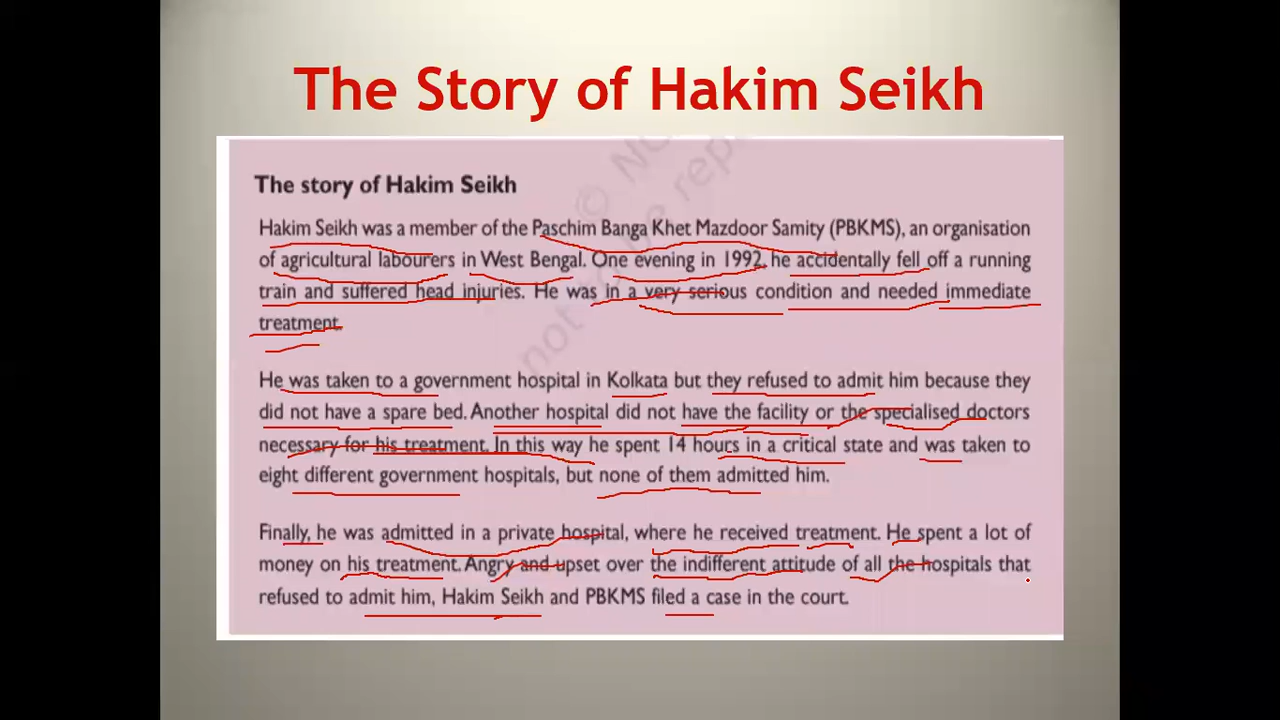 The Story of Hakim Seikh
The story of Hakim Seikh
Hakim Seikh was a member of the Paschim Banga Khet Mazdoor Samity (PBKMS), an organisation
of agricultural labourers in West Bengal. One evening in 1992, he accidentally fell off a running
train and suffered head injuries. He was in a very serious condition and needed immediate
treatment.
He was taken to a government hospital in Kolkata but they refused to admit him because they
did not have a spare bed. Another hospital did not have the facility or the specialised doctors
necessary for his treatment. In this way he spent 14 hours in a critical state and was taken to
eight different government hospitals, but none of them admitted him.
Finally, he was admitted in a private hospital, where he received treatment. He spent a lot of
money on his treatment. Angry and upset over the indifferent attitude of all the hospitals that
refused to admit him, Hakim Seikh and PBKMS filed a case in the court.